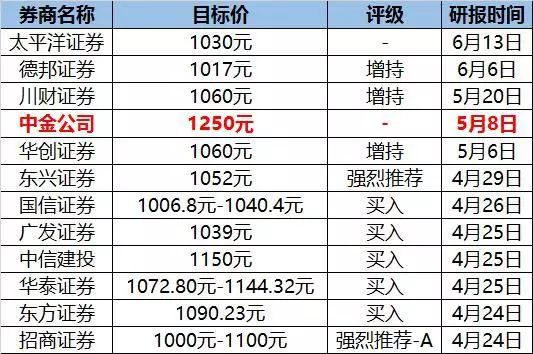 券商名称 目标价 评级 研报时间
太平洋证券 1030元 - 6月13日
德邦证券 1017元 增持 6月6日
川财证券 1060元 增持 5月20日
中金公司 1250元 - 5月8日
华创证券 1060元 增持 5月6日
东兴证券 1052元 强烈推荐 4月29日
国信证券 1006.8元-1040.4元 买入 4月26日
广发证券 1039元 买入 4月25日
中信建投 1150元 买入 4月25日
华泰证券 1072.80元-1144.32元 买入 4月25日
东方证券 1090.23元 买入 4月24日
招商证券 1000元-1100元 强烈推荐-A 4月24日